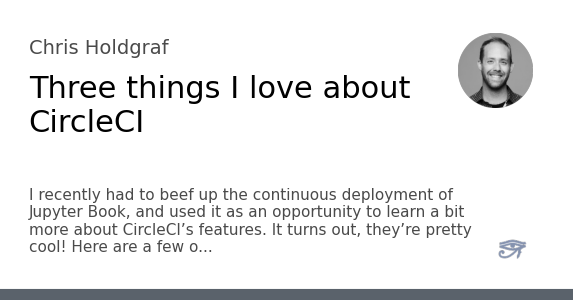 Chris Holdgraf
Three things I love about
CircleCI
I recently had to beef up the continuous deployment of
Jupyter Book, and used it as an opportunity to learn a bit
more about CircleCI’s features. It turns out, they’re pretty
cool! Here are a few o...